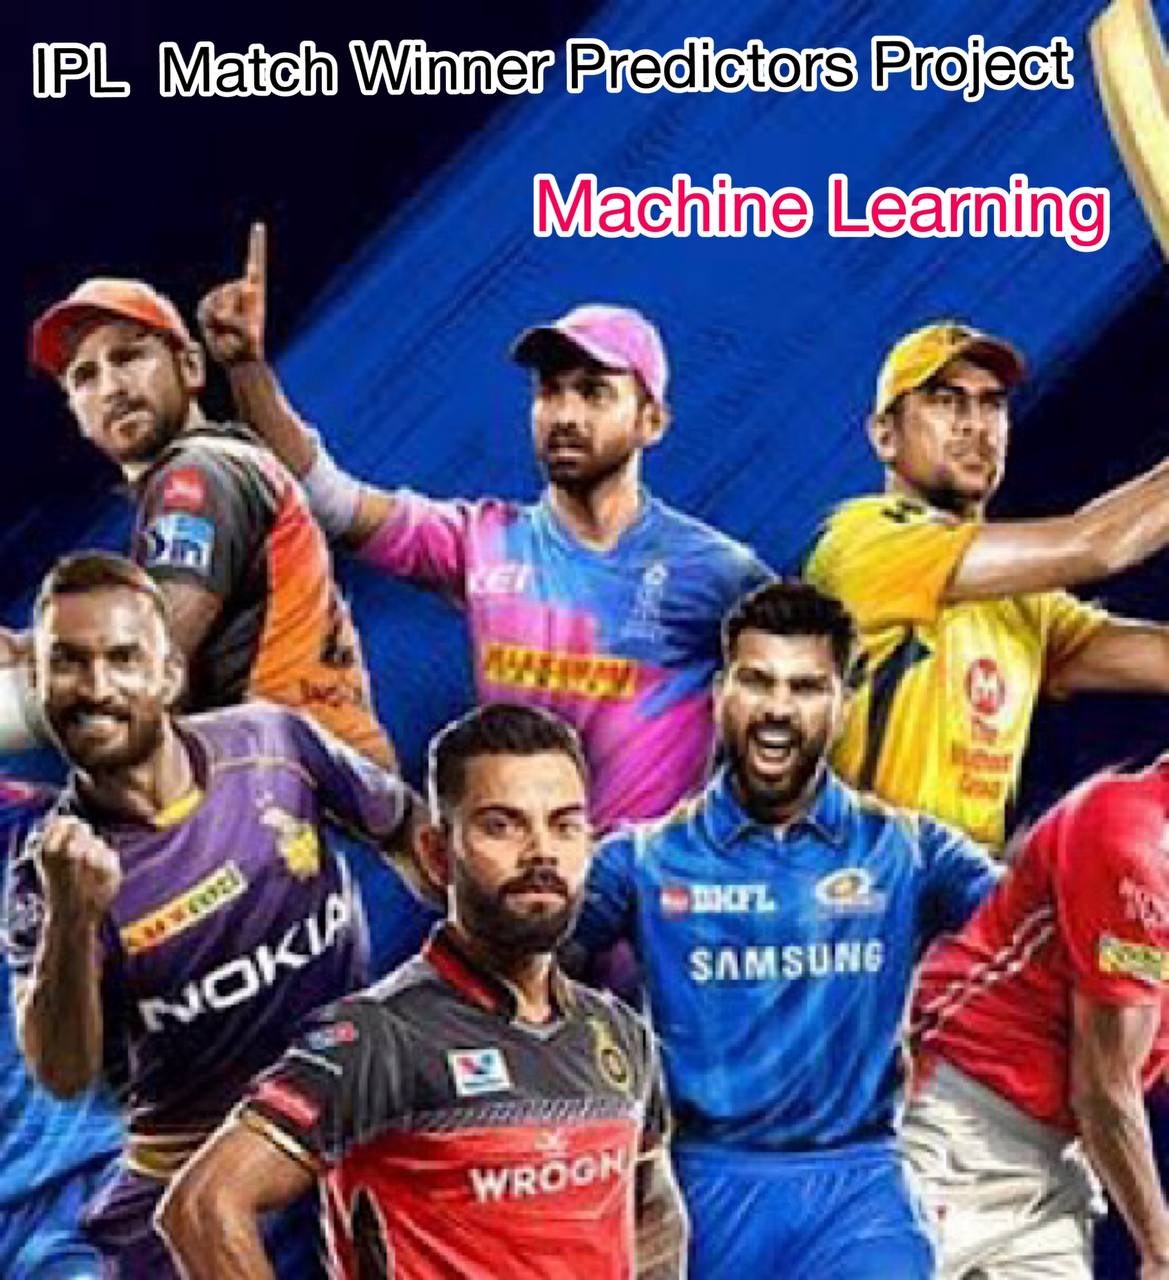 IPL Match Winner Predictors Project
Machine Learning
NOKIA
DHFL
SAMSUNG
WROGN